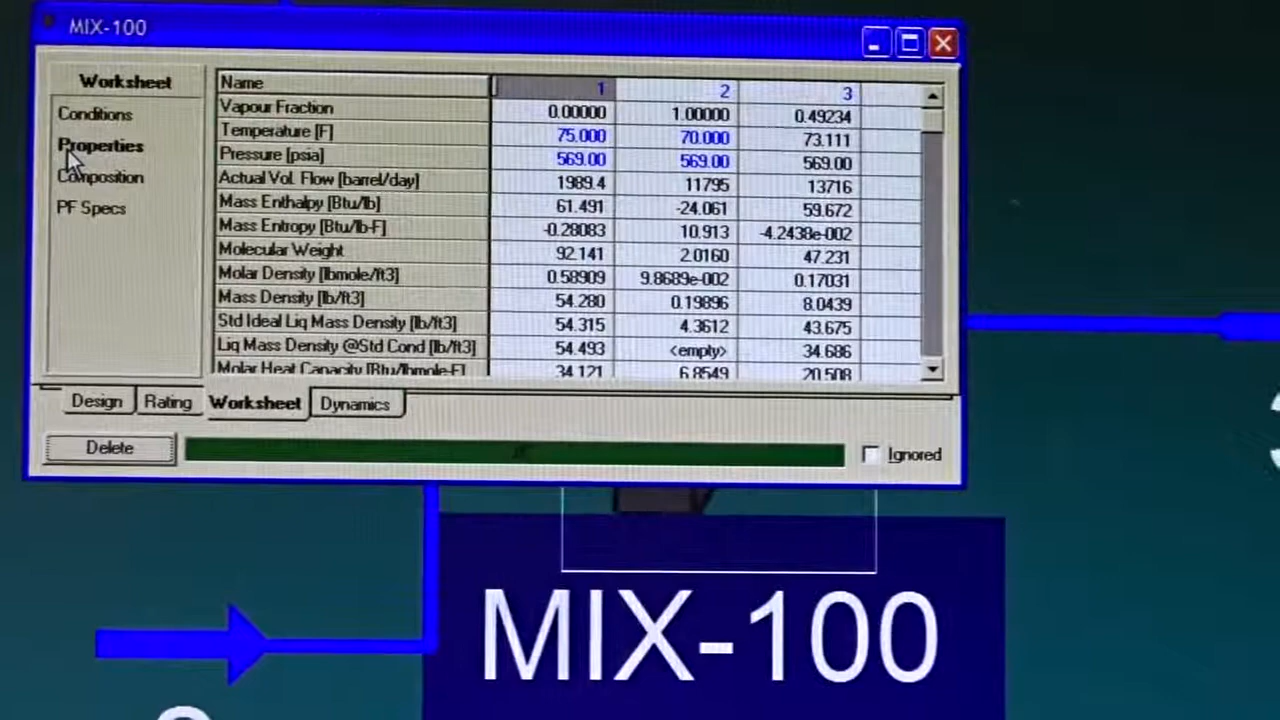 MIX-100
Worksheet
Conditions
Properties
Composition
PF Specs
Name 1 2 3
Vapour Fraction 0.00000 1.00000 0.49234
Temperature [F] 75.000 70.000 73.111
Pressure [psia] 569.00 569.00 569.00
Actual Vol. Flow [barrel/day] 1989.4 11795 13716
Mass Enthalpy [Btu/lb] 61.491 -24.061 59.672
Mass Entropy [Btu/lb-F] -0.28083 10.913 -4.2438e-002
Molecular Weight 92.141 2.0160 47.231
Molar Density [lbmole/ft3] 0.58909 9.8689e-002 0.17031
Mass Density [lb/ft3] 54.280 0.19896 8.0439
Std Ideal Liq Mass Density [lb/ft3] 54.315 4.3612 43.675
Liq Mass Density @Std Cond [lb/ft3] 54.493 <empty> 34.686
Molar Heat Capacity [Btu/lbmole-F] 34.121 6.8549 20.508
Design Rating Worksheet Dynamics
Delete Ignored
MIX-100